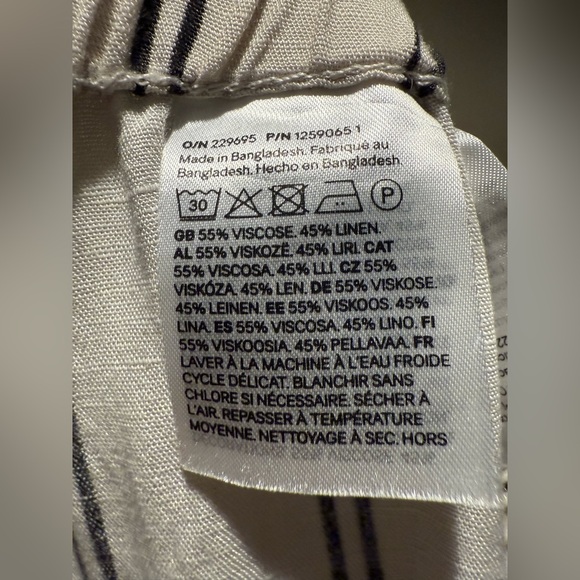 O/N 229695 P/N 1259065 1
Made in Bangladesh. Fabriqué au
Bangladesh. Hecho en Bangladesh
30 P
GB 55% VISCOSE. 45% LINEN.
AL 55% VISKOZË. 45% LIRI. CAT
55% VISCOSA. 45% LLI. CZ 55%
VISKÓZA. 45% LEN. DE 55% VISKOSE.
45% LEINEN. EE 55% VISKOOS. 45%
LINA. ES 55% VISCOSA. 45% LINO. FI
55% VISKOOSIA. 45% PELLAVAA. FR
LAVER À LA MACHINE À L'EAU FROIDE
CYCLE DÉLICAT. BLANCHIR SANS
CHLORE SI NÉCESSAIRE. SÉCHER À
L'AIR. REPASSER À TEMPÉRATURE
MOYENNE. NETTOYAGE À SEC. HORS